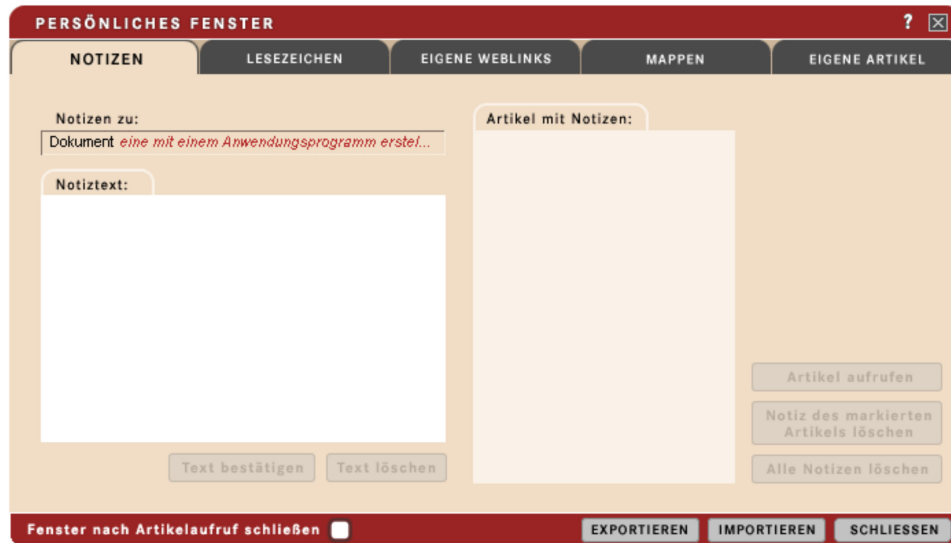 PERSÖNLICHES FENSTER ?
NOTIZEN LESEZEICHEN EIGENE WEBLINKS MAPPEN EIGENE ARTIKEL
Notizen zu:
Dokument eine mit einem Anwendungsprogramm erstel...
Notiztext:
Text bestätigen Text löschen
Artikel mit Notizen:
Artikel aufrufen
Notiz des markierten
Artikels löschen
Alle Notizen löschen
Fenster nach Artikelaufruf schließen EXPORTIEREN IMPORTIEREN SCHLIESSEN